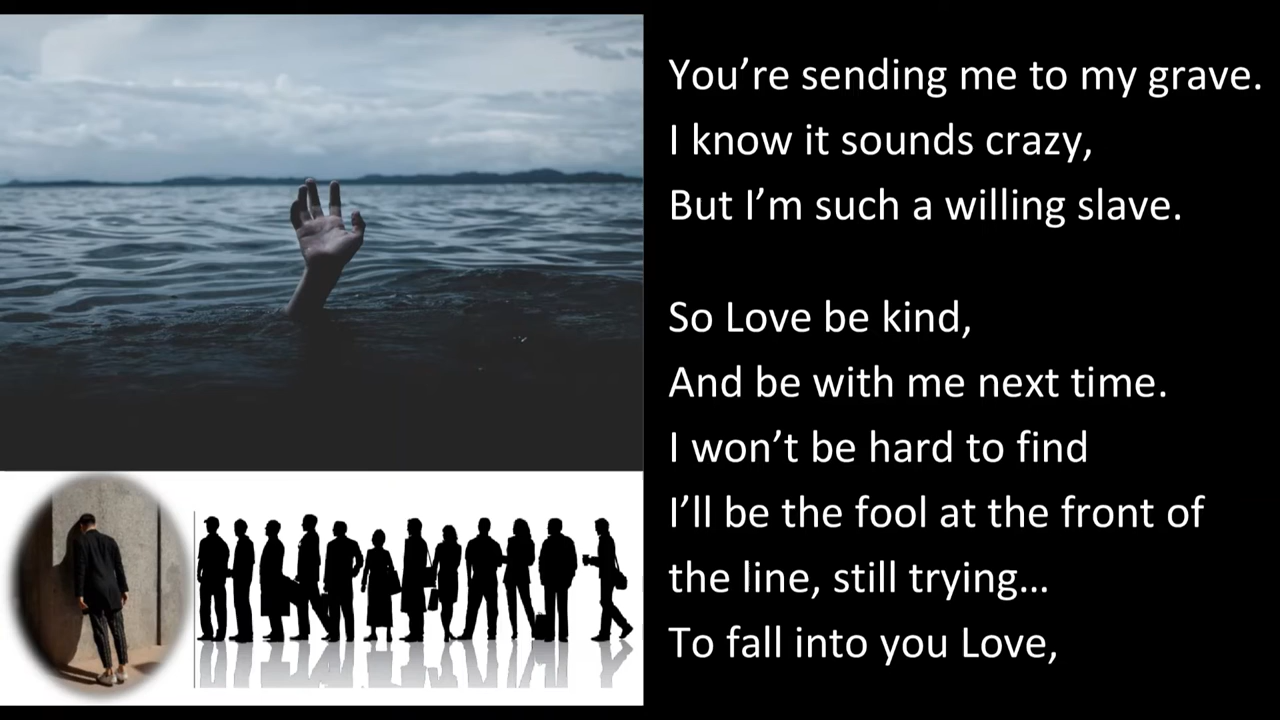 You’re sending me to my grave.
I know it sounds crazy,
But I’m such a willing slave.
So Love be kind,
And be with me next time.
I won’t be hard to find
I’ll be the fool at the front of
the line, still trying…
To fall into you Love,